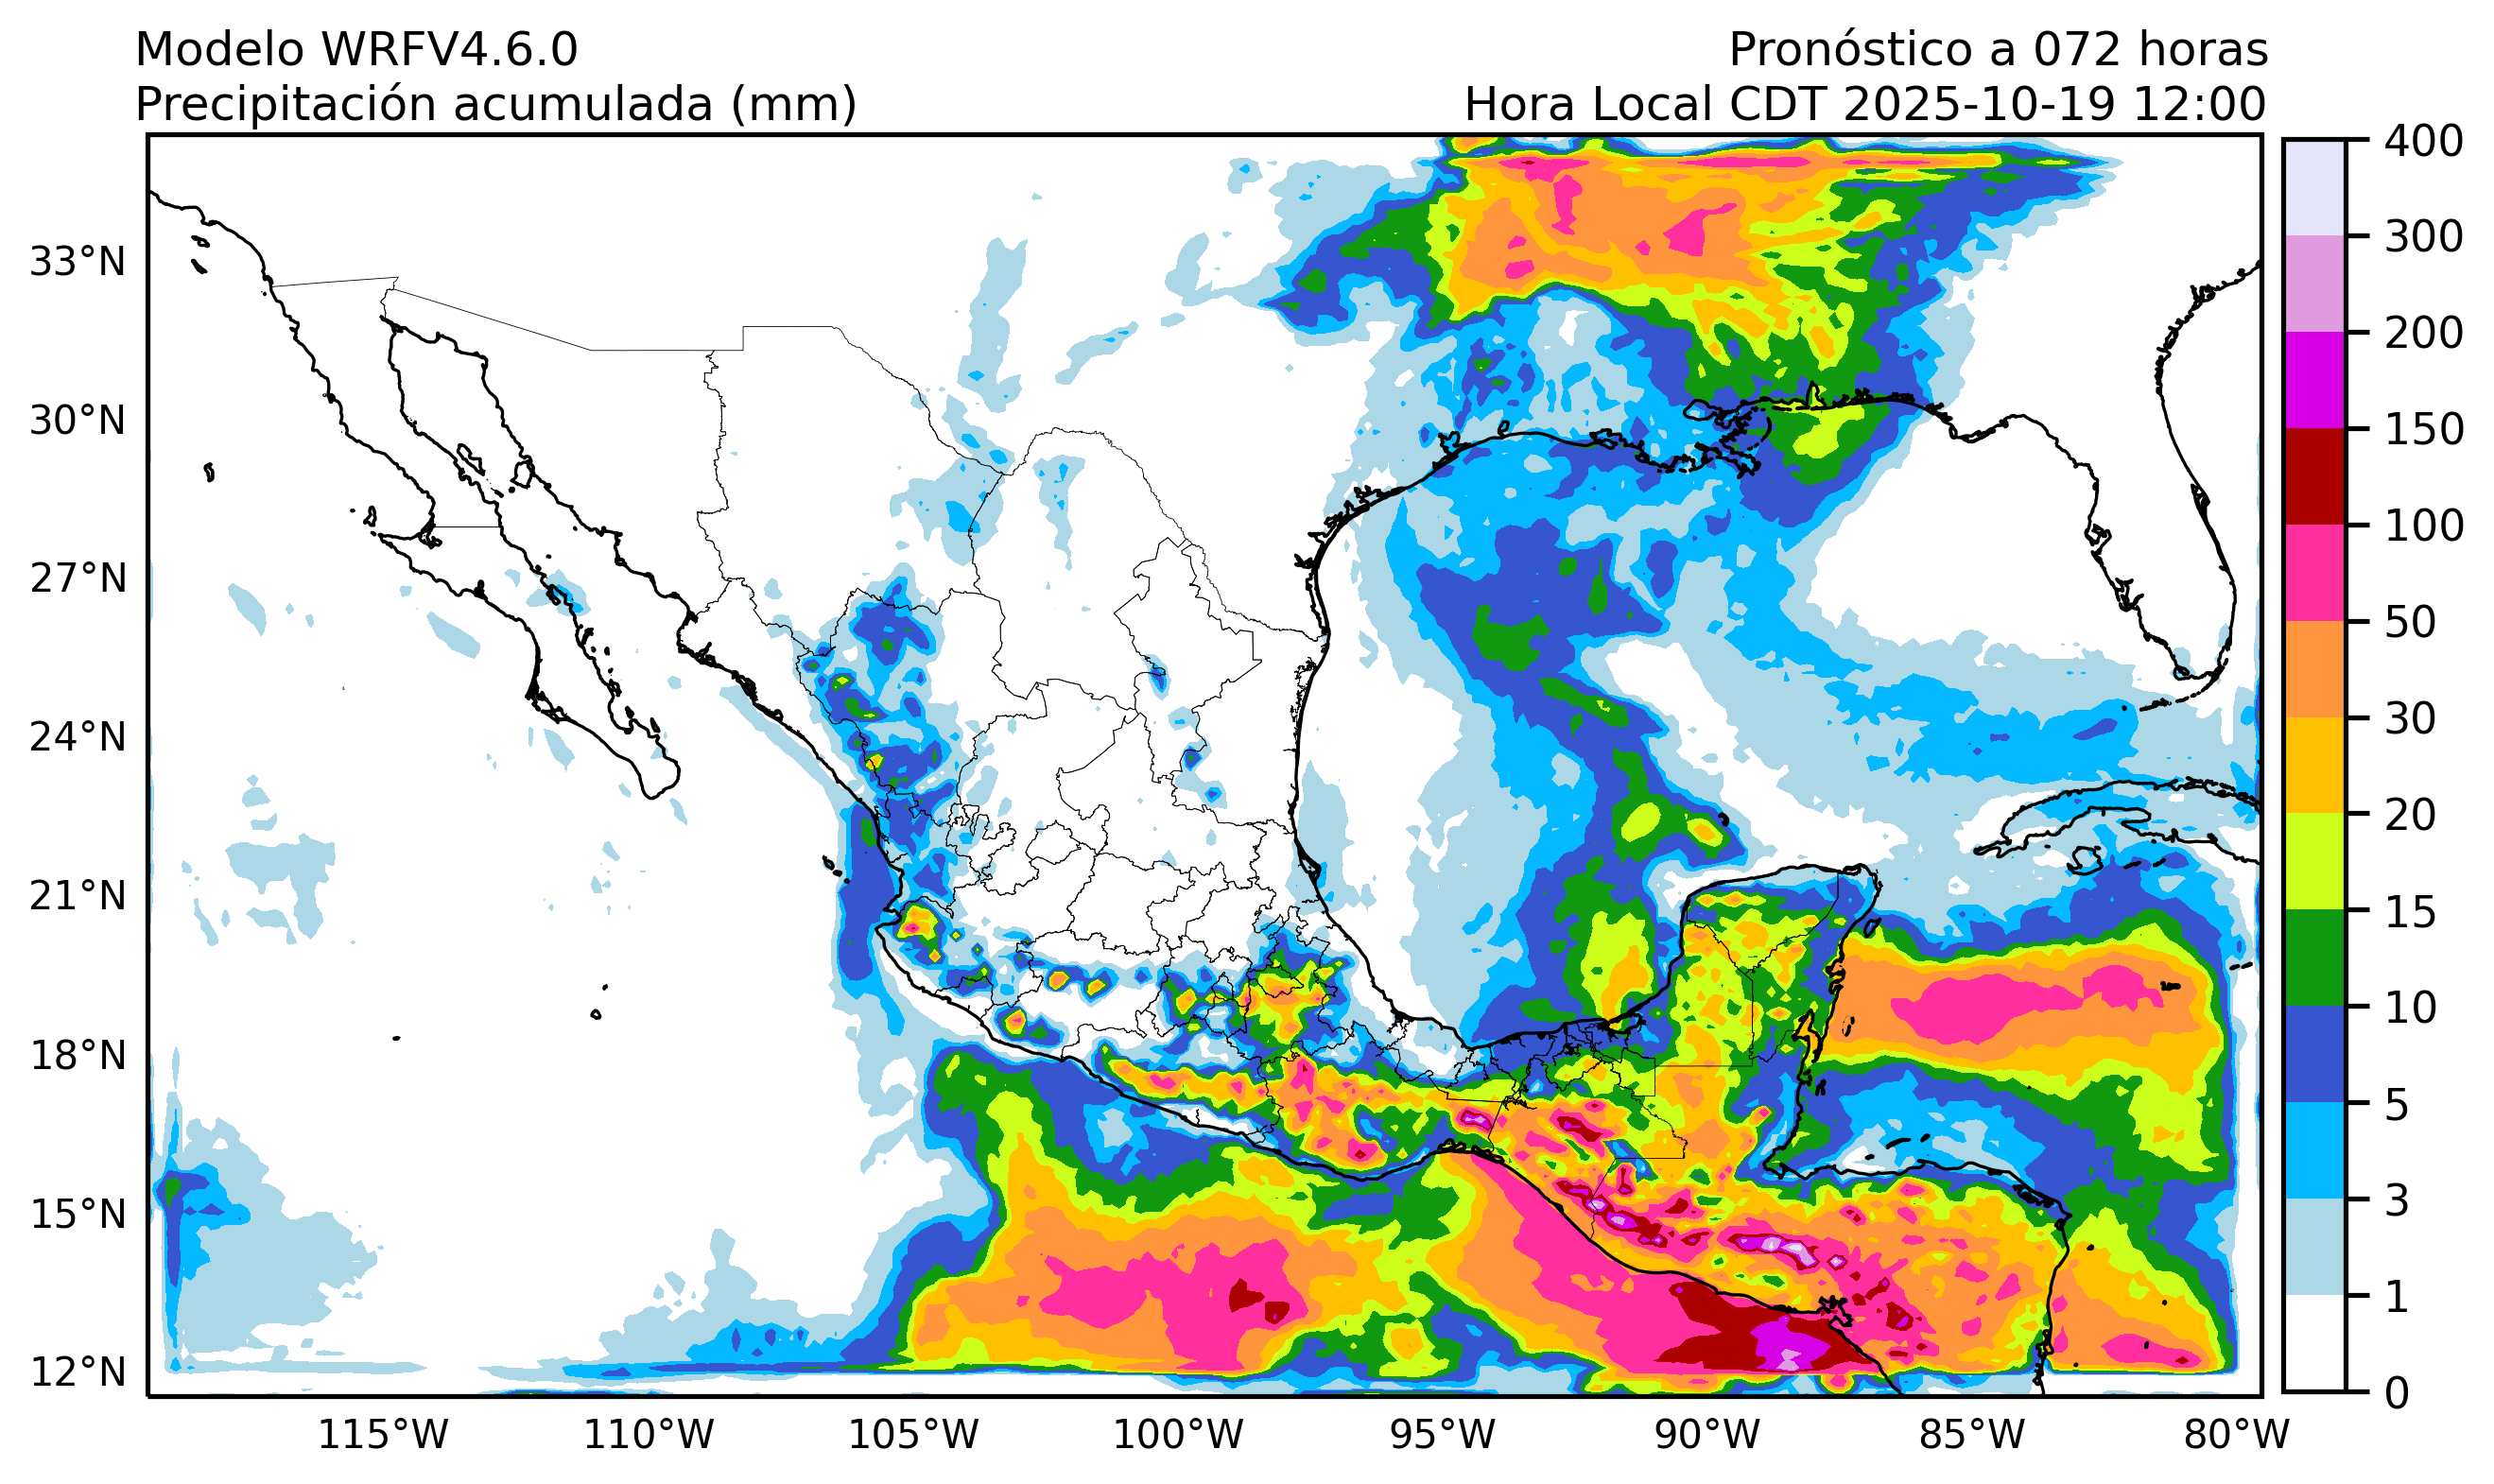 Modelo WRFV4.6.0
Pronóstico a 072 horas
Precipitación acumulada (mm)
Hora Local CDT 2025-10-19 12:00
33°N
30°N
27°N
24°N
21°N
18°N
15°N
12°N
115°W
110°W
105°W
100°W
95°W
90°W
85°W
80°W
400
300
200
150
100
50
30
20
15
10
5
3
1
0